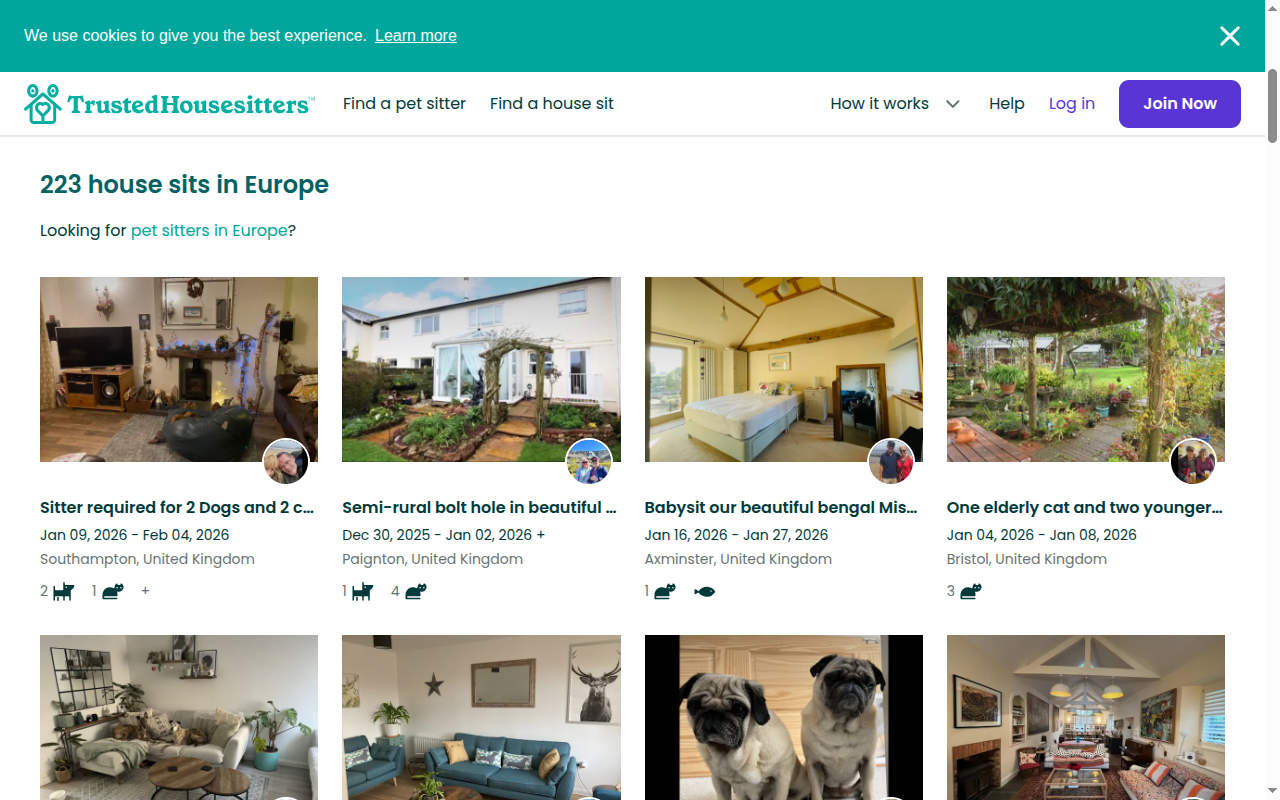 We use cookies to give you the best experience. Learn more
TrustedHousesitters™
Find a pet sitter
Find a house sit
How it works
Help
Log in
Join Now
223 house sits in Europe
Looking for pet sitters in Europe?
Sitter required for 2 Dogs and 2 c...
Jan 09, 2026 - Feb 04, 2026
Southampton, United Kingdom
2 1 +
Semi-rural bolt hole in beautiful ...
Dec 30, 2025 - Jan 02, 2026 +
Paignton, United Kingdom
1 4
Babysit our beautiful bengal Mis...
Jan 16, 2026 - Jan 27, 2026
Axminster, United Kingdom
1
One elderly cat and two younger...
Jan 04, 2026 - Jan 08, 2026
Bristol, United Kingdom
3